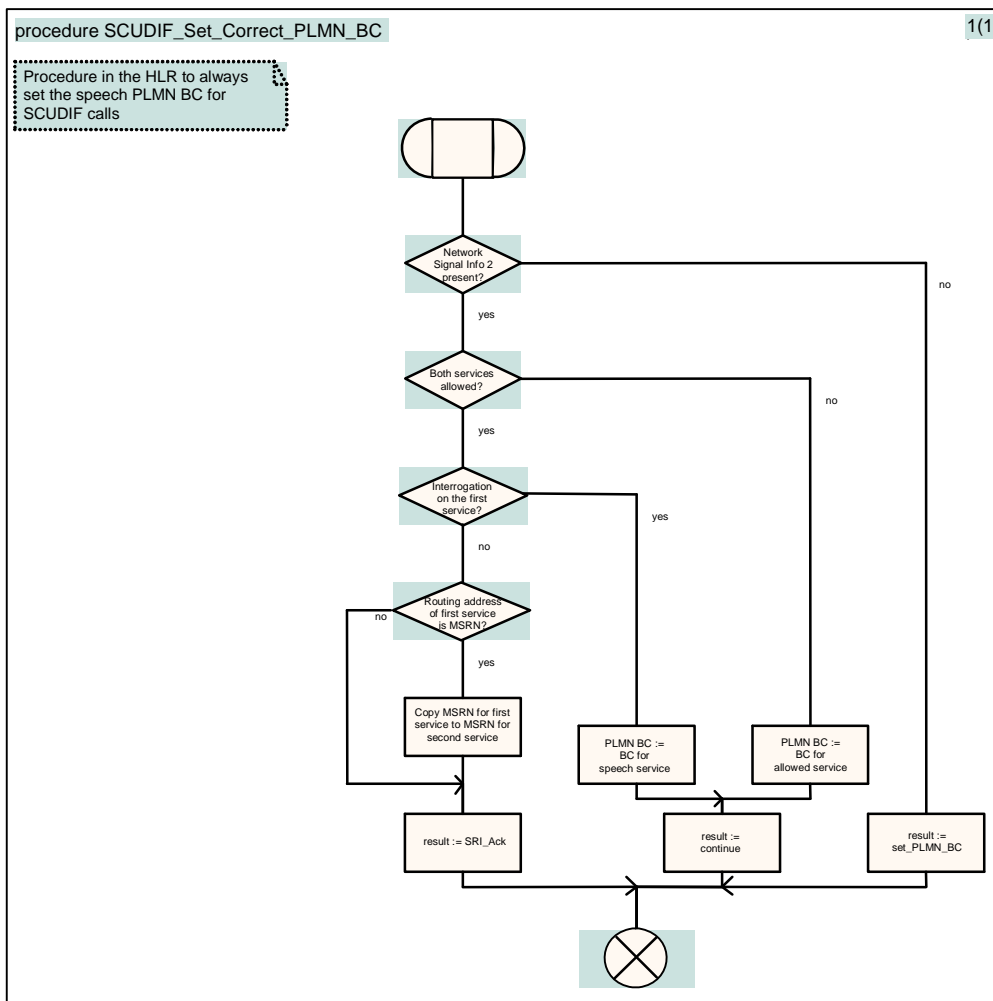 procedure SCUDIF_Set_Correct_PLMN_BC
1(1
Procedure in the HLR to always
set the speech PLMN BC for
SCUDIF calls
Network
Signal Info 2
present?
no
yes
Both services
allowed?
no
yes
Interrogation
on the first
service?
yes
no
Routing address
of first service
is MSRN?
no
yes
Copy MSRN for first
service to MSRN for
second service
PLMN BC :=
BC for
speech service
PLMN BC :=
BC for
allowed service
result := SRI_Ack
result :=
continue
result :=
set_PLMN_BC